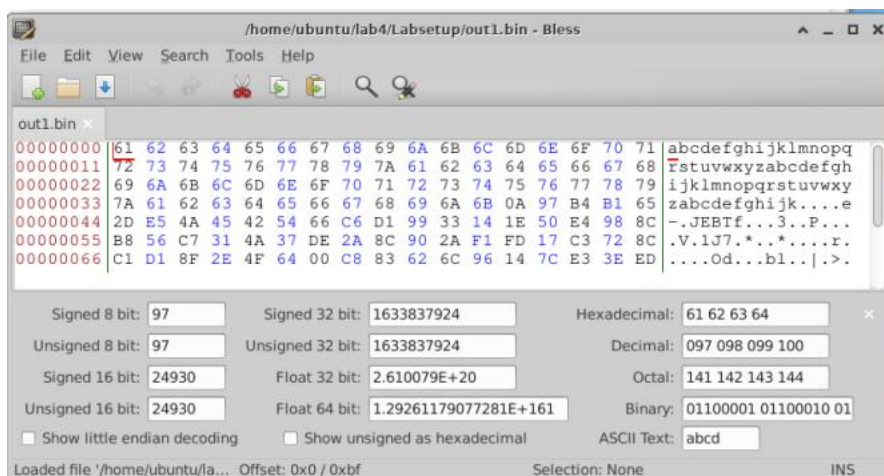 /home/ubuntu/lab4/Labsetup/out1.bin - Bless
File Edit View Search Tools Help
out1.bin
00000000 61 62 63 64 65 66 67 68 69 6A 6B 6C 6D 6E 6F 70 71 abcdefghijklmnopq
00000011 72 73 74 75 76 77 78 79 7A 61 62 63 64 65 66 67 68 rstuvwxyzabcdefgh
00000022 69 6A 6B 6C 6D 6E 6F 70 71 72 73 74 75 76 77 78 79 ijklmnopqrstuvwxy
00000033 7A 61 62 63 64 65 66 67 68 69 6A 6B 0A 97 B4 B1 65 zabcdefghijk....e
00000044 2D E5 4A 45 42 54 66 C6 D1 99 33 14 1E 50 E4 98 8C -.JEBTf...3..P...
00000055 B8 56 C7 31 4A 37 DE 2A 8C 90 2A F1 FD 17 C3 72 8C .V.1J7.*..*....r.
00000066 C1 D1 8F 2E 4F 64 00 C8 83 62 6C 96 14 7C E3 3E ED ....Od...bl..|.>.
Signed 8 bit: 97 Signed 32 bit: 1633837924 Hexadecimal: 61 62 63 64
Unsigned 8 bit: 97 Unsigned 32 bit: 1633837924 Decimal: 097 098 099 100
Signed 16 bit: 24930 Float 32 bit: 2.610079E+20 Octal: 141 142 143 144
Unsigned 16 bit: 24930 Float 64 bit: 1.29261179077281E+161 Binary: 01100001 01100010 01
Show little endian decoding Show unsigned as hexadecimal ASCII Text: abcd
Loaded file '/home/ubuntu/la... Offset: 0x0 / 0xbf Selection: None INS